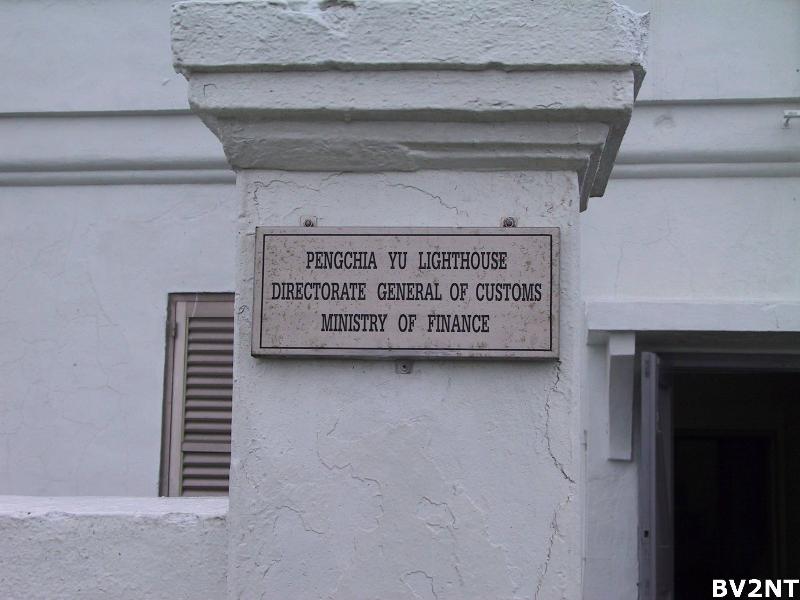 PENGCHIA YU LIGHTHOUSE
DIRECTORATE GENERAL OF CUSTOMS
MINISTRY OF FINANCE
BV2NT